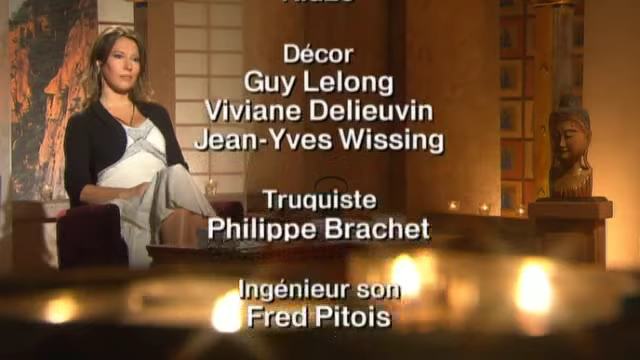 Décor
Guy Lelong
Viviane Delieuvin
Jean-Yves Wissing
Truquiste
Philippe Brachet
Ingénieur son
Fred Pitois